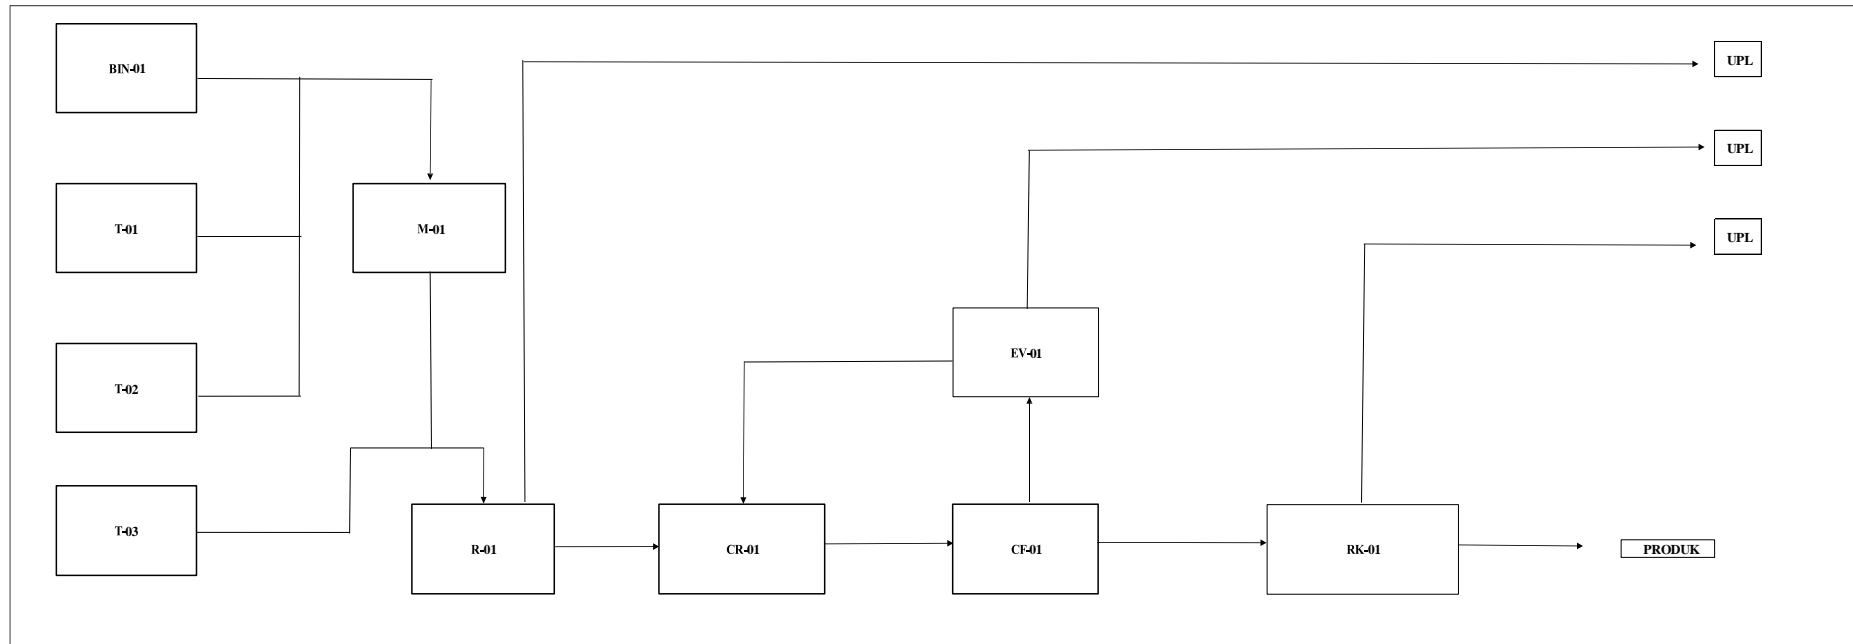 BIN-01
UPL
UPL
T-01
M-01
UPL
EV-01
T-02
T-03
R-01
CR-01
CF-01
RK-01
PRODUK